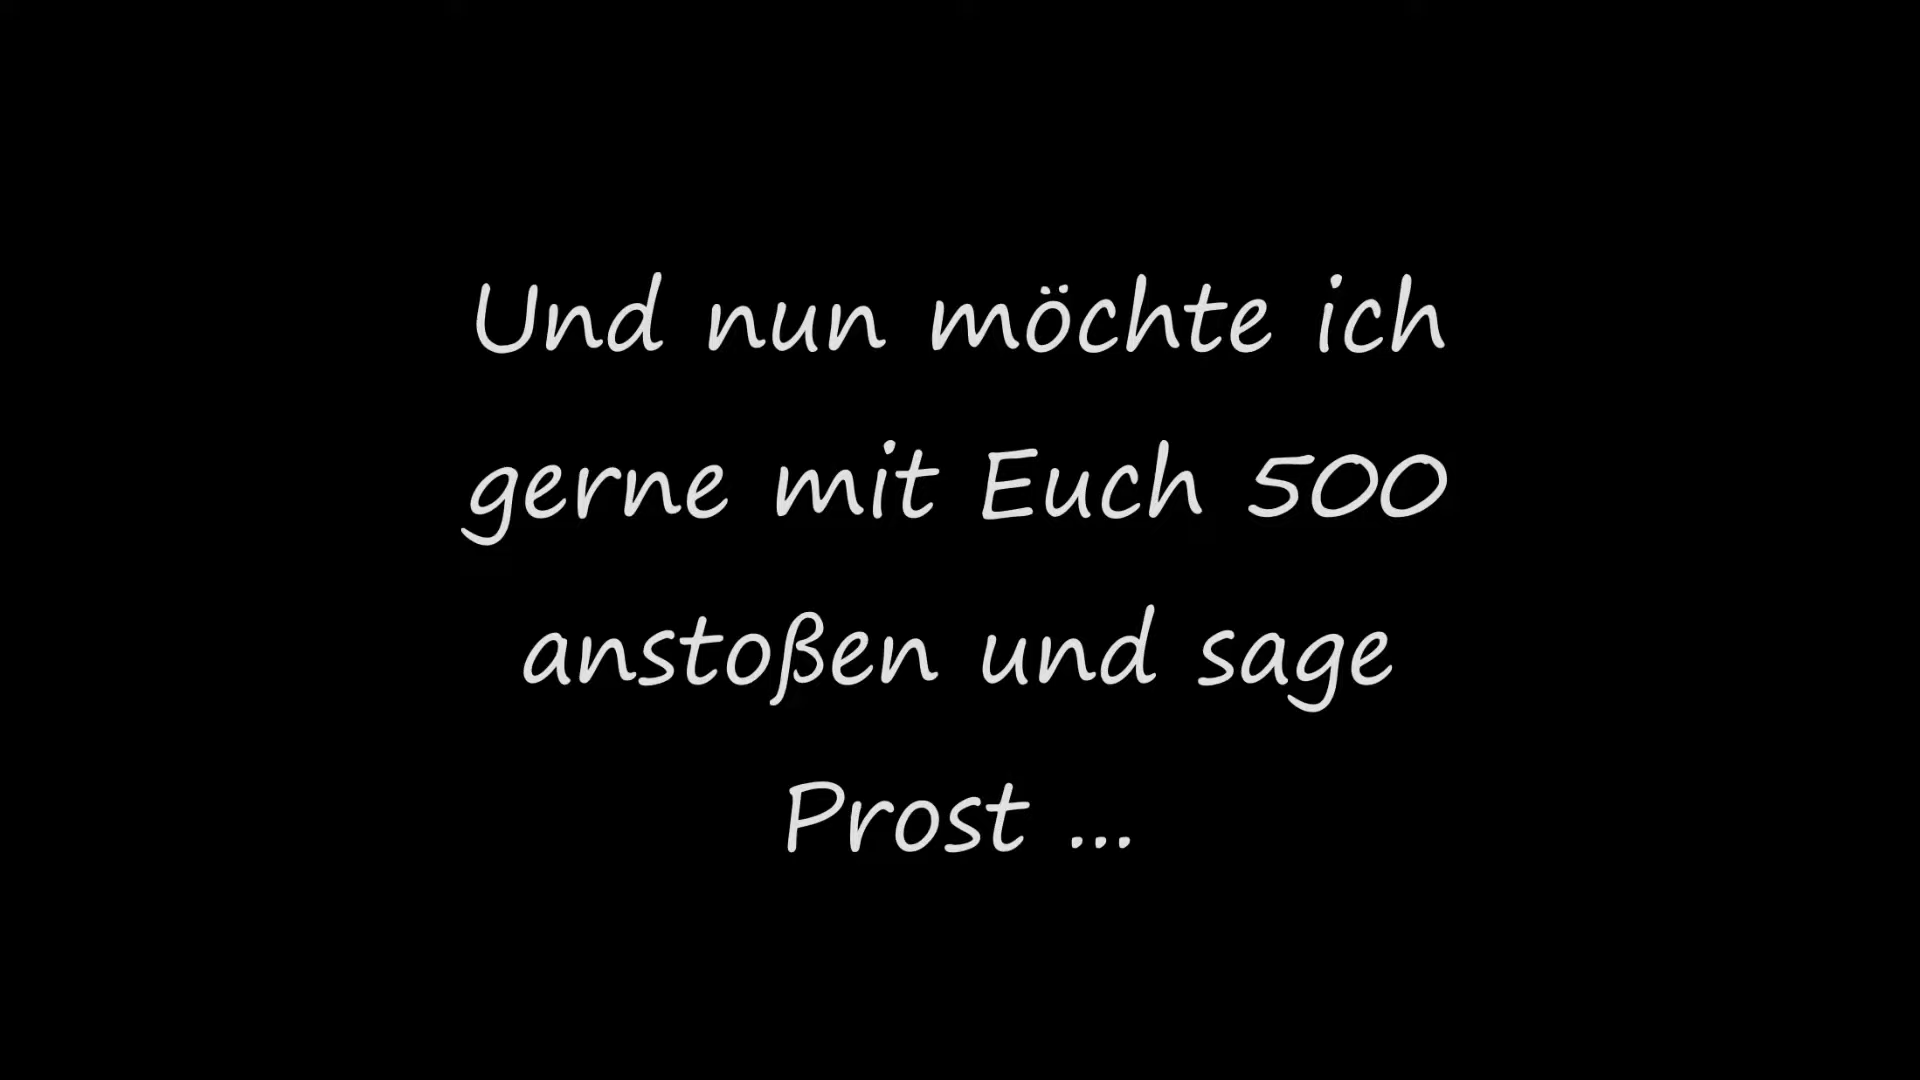 Und nun möchte ich
gerne mit Euch 500
anstoßen und sage
Prost ...